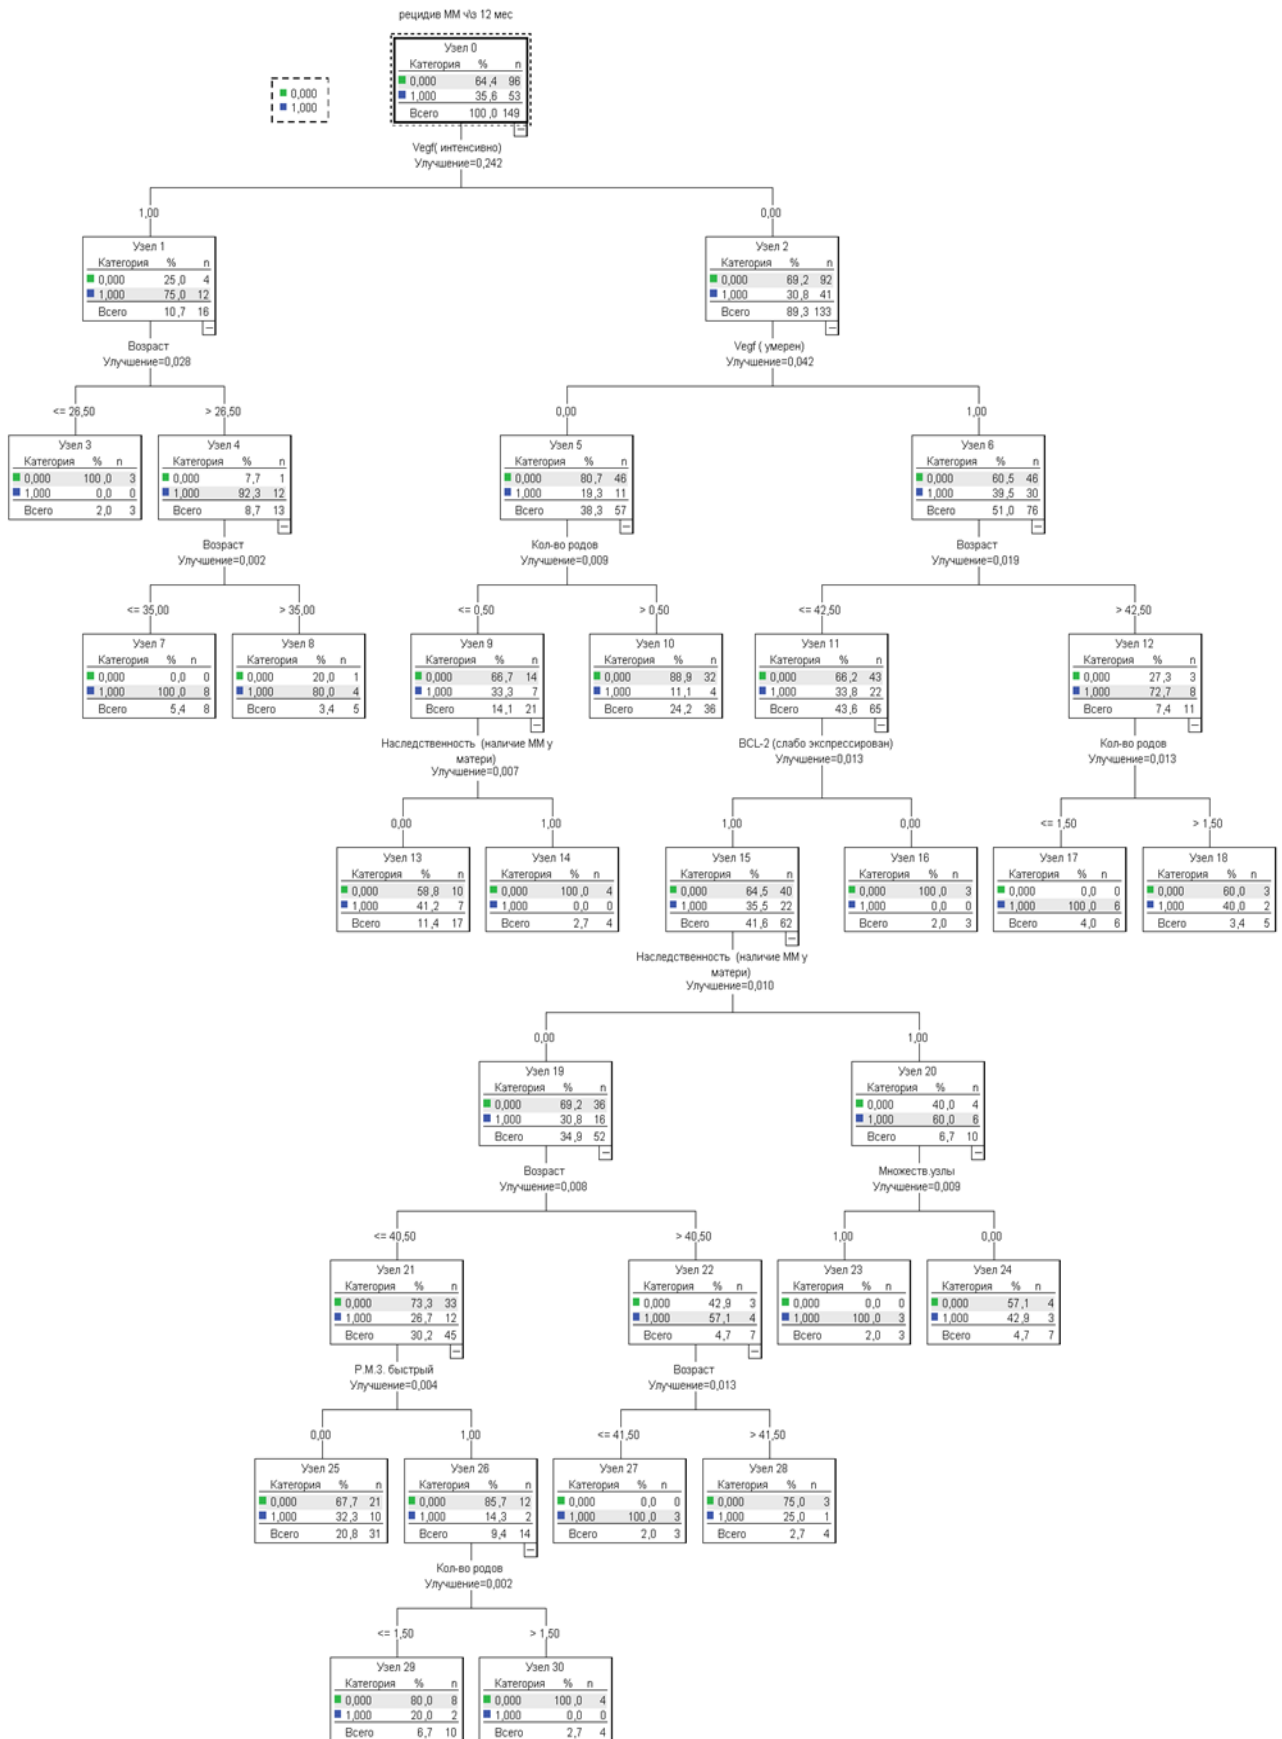 рецидив ММ ч\з 12 мес
0,000
1,000
Узел 0
Категория % n
0,000 64,4 96
1,000 35,6 53
Всего 100,0 149
Vegf( интенсивно)
Улучшение=0,242
1,00 0,00
Узел 1
Категория % n
0,000 25,0 4
1,000 75,0 12
Всего 10,7 16
Возраст
Улучшение=0,028
Узел 2
Категория % n
0,000 69,2 92
1,000 30,8 41
Всего 89,3 133
Vegf ( умерен)
Улучшение=0,042
<= 26,50 > 26,50 0,00 1,00
Узел 3
Категория % n
0,000 100,0 3
1,000 0,0 0
Всего 2,0 3
Узел 4
Категория % n
0,000 7,7 1
1,000 92,3 12
Всего 8,7 13
Возраст
Улучшение=0,002
Узел 5
Категория % n
0,000 80,7 46
1,000 19,3 11
Всего 38,3 57
Кол-во родов
Улучшение=0,009
Узел 6
Категория % n
0,000 60,5 46
1,000 39,5 30
Всего 51,0 76
Возраст
Улучшение=0,019
<= 35,00 > 35,00 <= 0,50 > 0,50 <= 42,50 > 42,50
Узел 7
Категория % n
0,000 0,0 0
1,000 100,0 8
Всего 5,4 8
Узел 8
Категория % n
0,000 20,0 1
1,000 80,0 4
Всего 3,4 5
Узел 9
Категория % n
0,000 66,7 14
1,000 33,3 7
Всего 14,1 21
Наследственность (наличие ММ у
матери)
Улучшение=0,007
Узел 10
Категория % n
0,000 88,9 32
1,000 11,1 4
Всего 24,2 36
Узел 11
Категория % n
0,000 66,2 43
1,000 33,8 22
Всего 43,6 65
BCL-2 (слабо экспрессирован)
Улучшение=0,013
Узел 12
Категория % n
0,000 27,3 3
1,000 72,7 8
Всего 7,4 11
Кол-во родов
Улучшение=0,013
0,00 1,00 1,00 0,00 <= 1,50 > 1,50
Узел 13
Категория % n
0,000 58,8 10
1,000 41,2 7
Всего 11,4 17
Узел 14
Категория % n
0,000 100,0 4
1,000 0,0 0
Всего 2,7 4
Узел 15
Категория % n
0,000 64,5 40
1,000 35,5 22
Всего 41,6 62
Наследственность (наличие ММ у
матери)
Улучшение=0,010
Узел 16
Категория % n
0,000 100,0 3
1,000 0,0 0
Всего 2,0 3
Узел 17
Категория % n
0,000 0,0 0
1,000 100,0 6
Всего 4,0 6
Узел 18
Категория % n
0,000 60,0 3
1,000 40,0 2
Всего 3,4 5
0,00 1,00
Узел 19
Категория % n
0,000 69,2 36
1,000 30,8 16
Всего 34,9 52
Возраст
Улучшение=0,008
Узел 20
Категория % n
0,000 40,0 4
1,000 60,0 6
Всего 6,7 10
Множеств.узлы
Улучшение=0,009
<= 40,50 > 40,50 1,00 0,00
Узел 21
Категория % n
0,000 73,3 33
1,000 26,7 12
Всего 30,2 45
Р.М.З. быстрый
Улучшение=0,004
Узел 22
Категория % n
0,000 42,9 3
1,000 57,1 4
Всего 4,7 7
Возраст
Улучшение=0,013
Узел 23
Категория % n
0,000 0,0 0
1,000 100,0 3
Всего 2,0 3
Узел 24
Категория % n
0,000 57,1 4
1,000 42,9 3
Всего 4,7 7
0,00 1,00 <= 41,50 > 41,50
Узел 25
Категория % n
0,000 67,7 21
1,000 32,3 10
Всего 20,8 31
Узел 26
Категория % n
0,000 85,7 12
1,000 14,3 2
Всего 9,4 14
Кол-во родов
Улучшение=0,002
Узел 27
Категория % n
0,000 0,0 0
1,000 100,0 3
Всего 2,0 3
Узел 28
Категория % n
0,000 75,0 3
1,000 25,0 1
Всего 2,7 4
<= 1,50 > 1,50
Узел 29
Категория % n
0,000 80,0 8
1,000 20,0 2
Всего 6,7 10
Узел 30
Категория % n
0,000 100,0 4
1,000 0,0 0
Всего 2,7 4